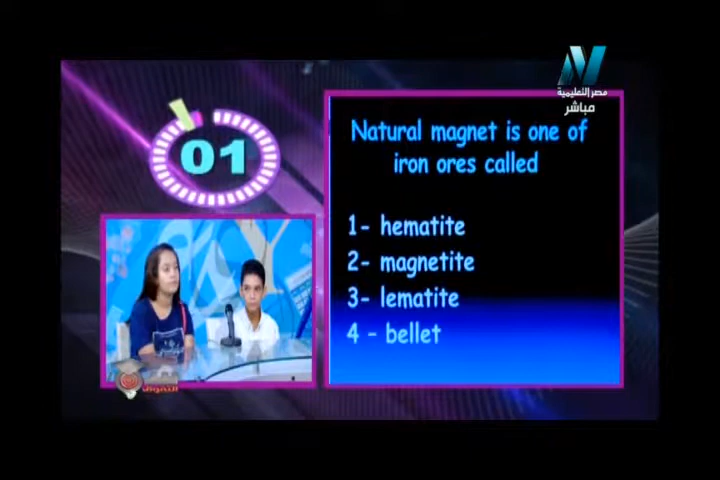 مصر التعليمية
مباشر
01
Natural magnet is one of
iron ores called
1- hematite
2- magnetite
3- lematite
4 - bellet